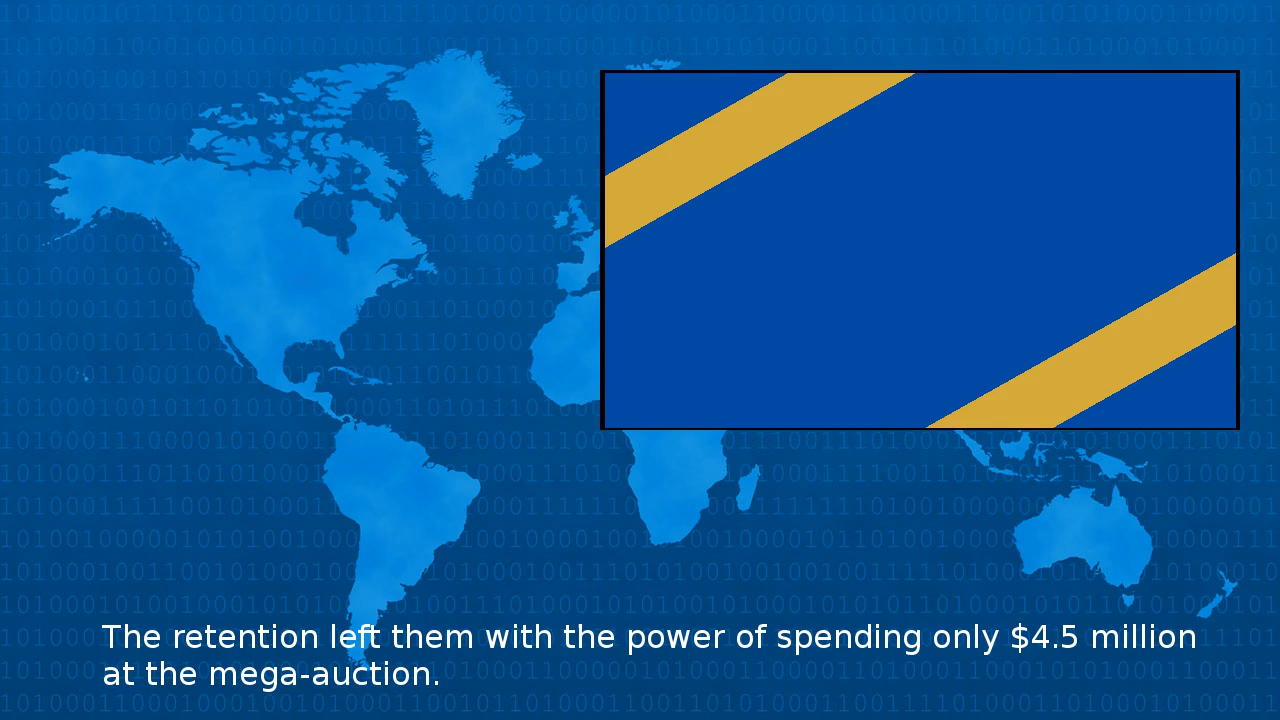 The retention left them with the power of spending only $4.5 million
at the mega-auction.